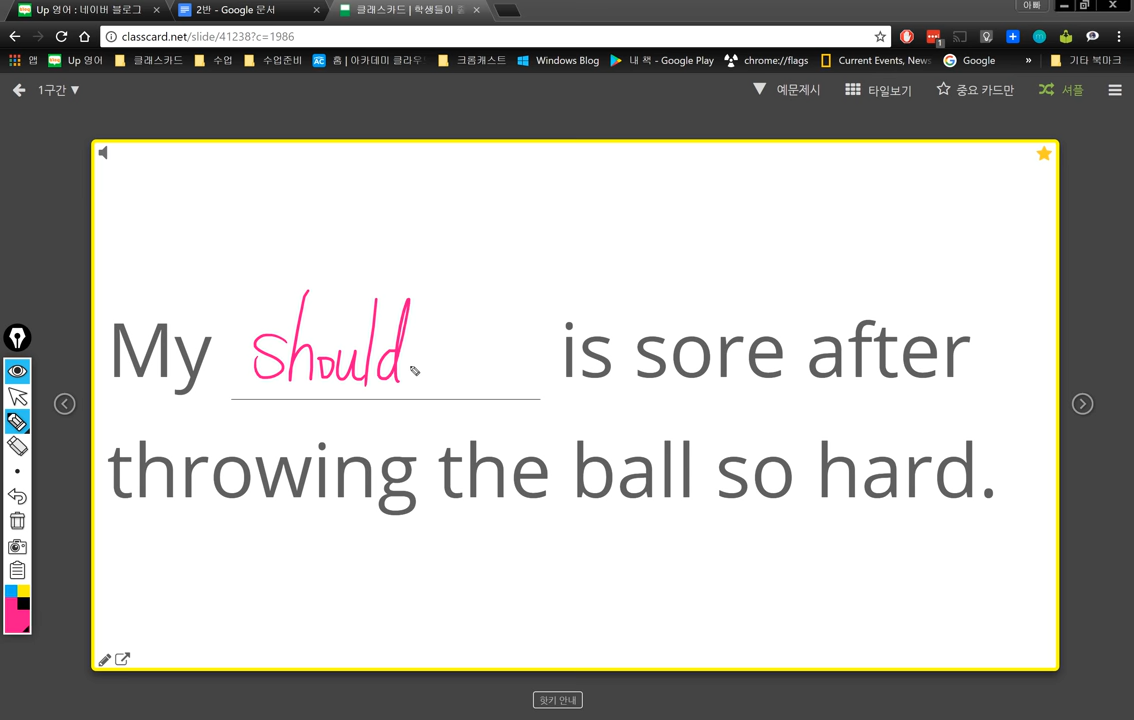 Up 영어 : 네이버 블로그
2반 - Google 문서
클래스카드 | 학생들이 즐
아빠
classcard.net/slide/41238?c=1986
1
앱
Up 영어
클래스카드
수업
수업준비
AC
홈 | 아카데미 클라우
크롬캐스트
Windows Blog
내 책 - Google Play
chrome://flags
Current Events, News
Google
»
기타 북마크
1구간 ▼
예문제시
타일보기
중요 카드만
셔플
My should is sore after
throwing the ball so hard.
핫키 안내